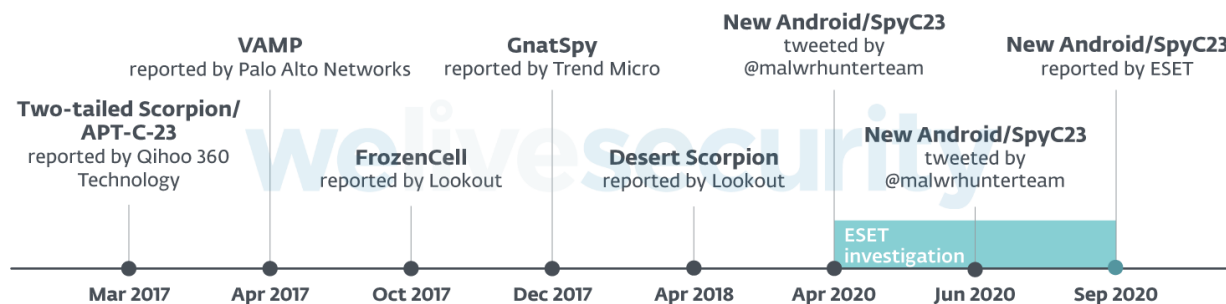 VAMP
reported by Palo Alto Networks
GnatSpy
reported by Trend Micro
New Android/SpyC23
tweeted by
@malwrhunterteam
New Android/SpyC23
reported by ESET
Two-tailed Scorpion/
APT-C-23
reported by Qihoo 360
Technology
FrozenCell
reported by Lookout
Desert Scorpion
reported by Lookout
New Android/SpyC23
tweeted by
@malwrhunterteam
welivesecurity
ESET
investigation
Mar 2017
Apr 2017
Oct 2017
Dec 2017
Apr 2018
Apr 2020
Jun 2020
Sep 2020